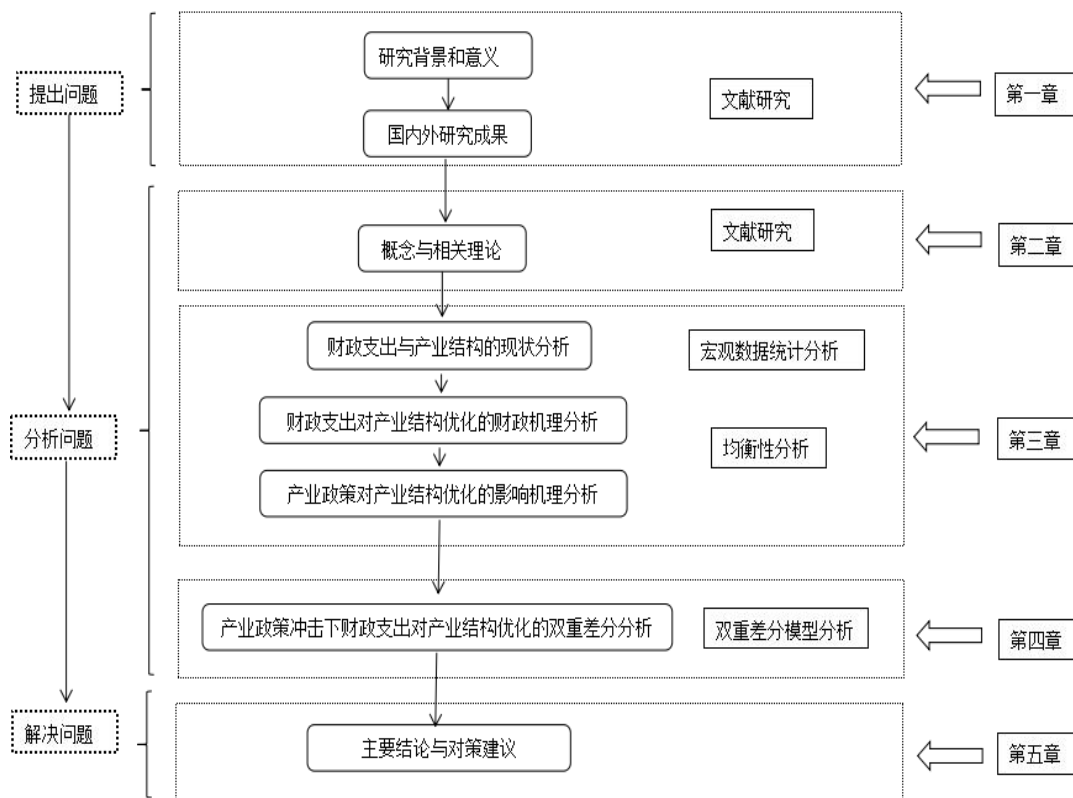 研究背景和意义
提出问题
文献研究
第一章
国内外研究成果
文献研究
第二章
概念与相关理论
财政支出与产业结构的现状分析
宏观数据统计分析
财政支出对产业结构优化的财政机理分析
分析问题
均衡性分析
第三章
产业政策对产业结构优化的影响机理分析
产业政策冲击下财政支出对产业结构优化的双重差分分析
双重差分模型分析
第四章
解决问题
主要结论与对策建议
第五章